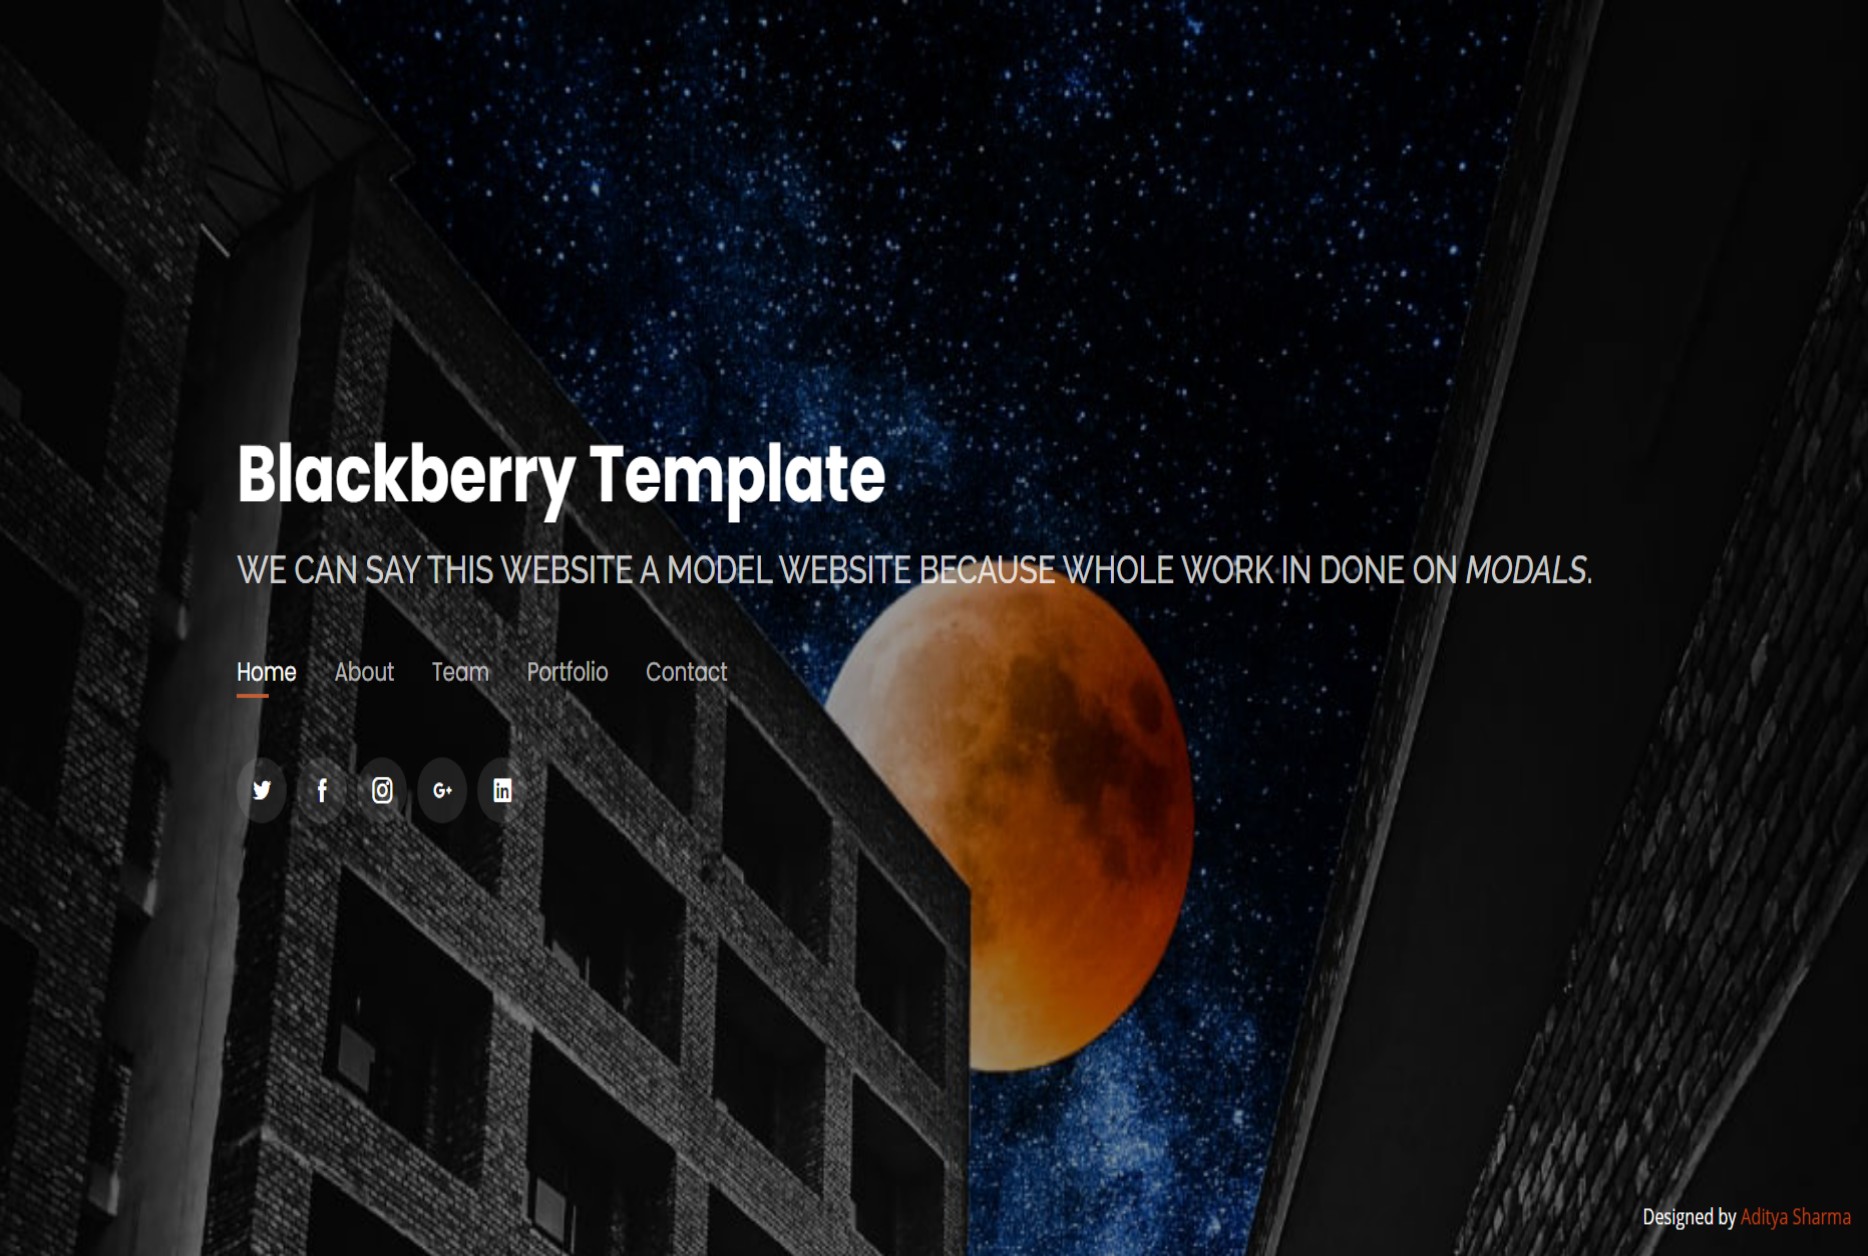 Blackberry Template
WE CAN SAY THIS WEBSITE A MODEL WEBSITE BECAUSE WHOLE WORK IN DONE ON MODALS.
Home About Team Portfolio Contact
Designed by Aditya Sharma